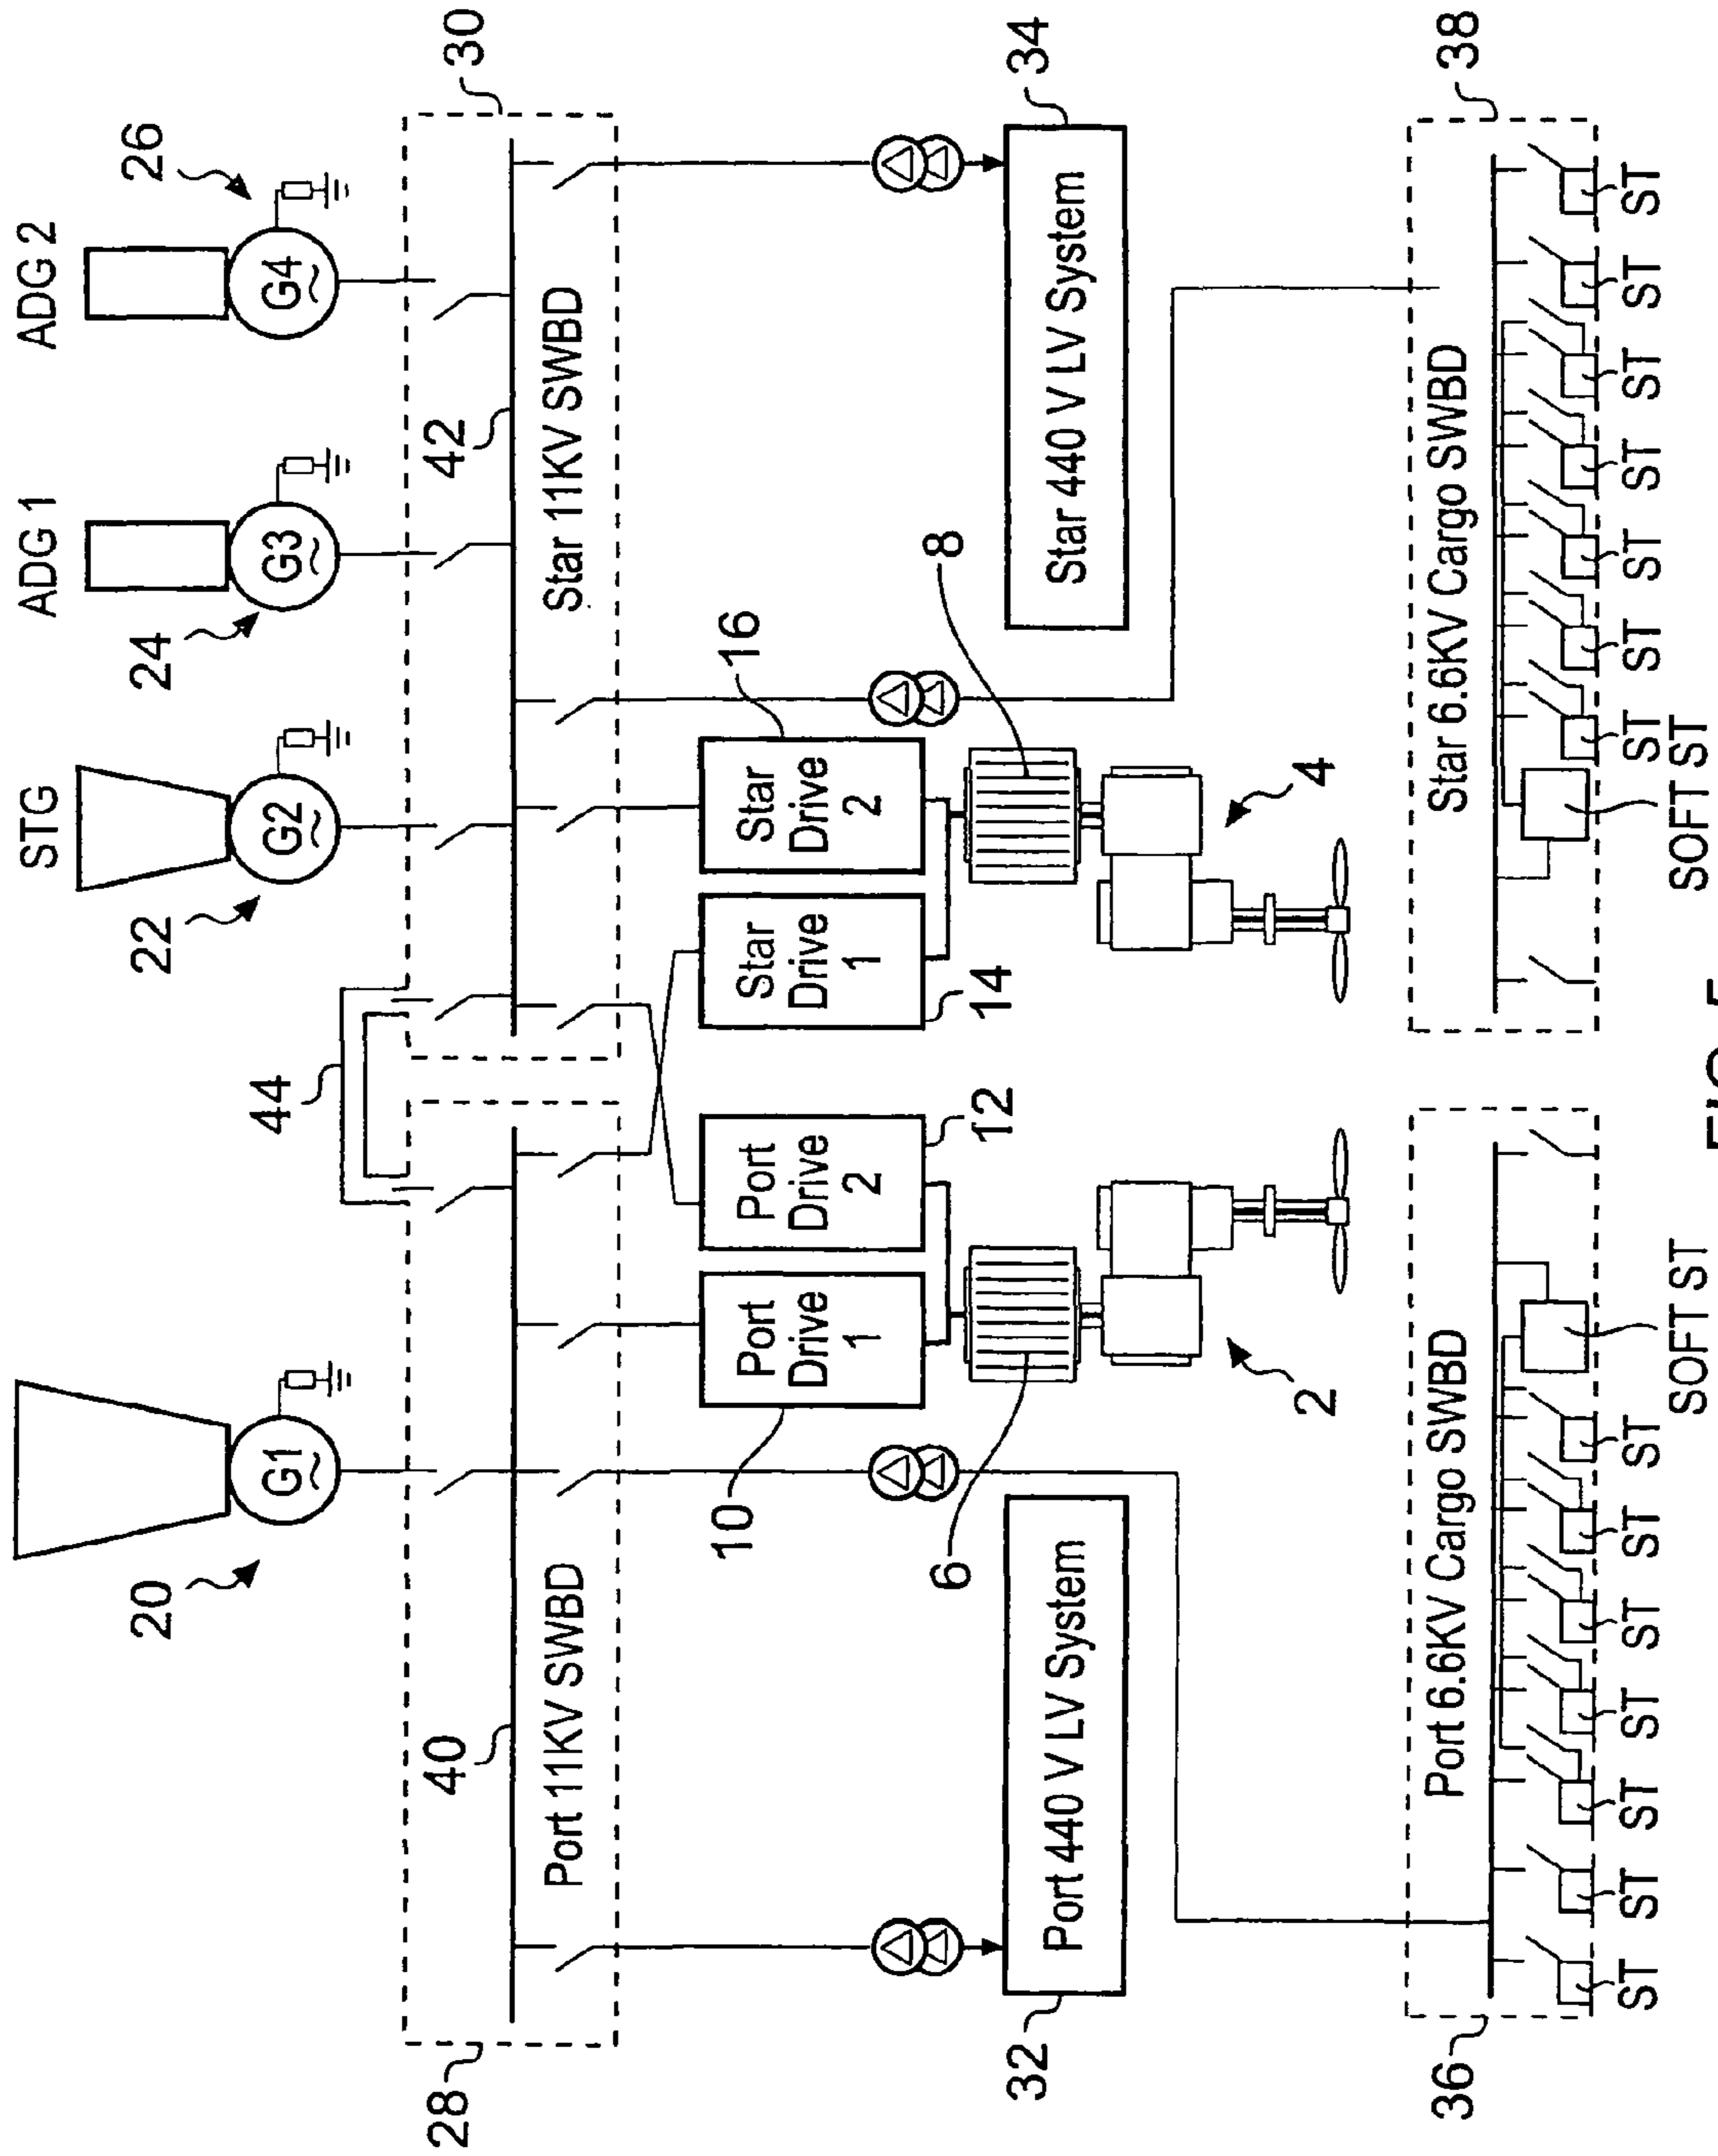 STG
ADG 1
ADG 2
20
G1
22
G2
24
G3
26
G4
44
28
30
40
42
Port 11KV SWBD
Star 11KV SWBD
10
Port
Drive
1
Port
Drive
2
12
14
Star
Drive
1
Star
Drive
2
16
6
8
32
Port 440 V LV System
Star 440 V LV System
34
2
4
36
Port 6.6KV Cargo SWBD
Star 6.6KV Cargo SWBD
38
ST
ST
ST
ST
ST
ST
ST
SOFT ST
SOFT ST
ST
ST
ST
ST
ST
ST
ST